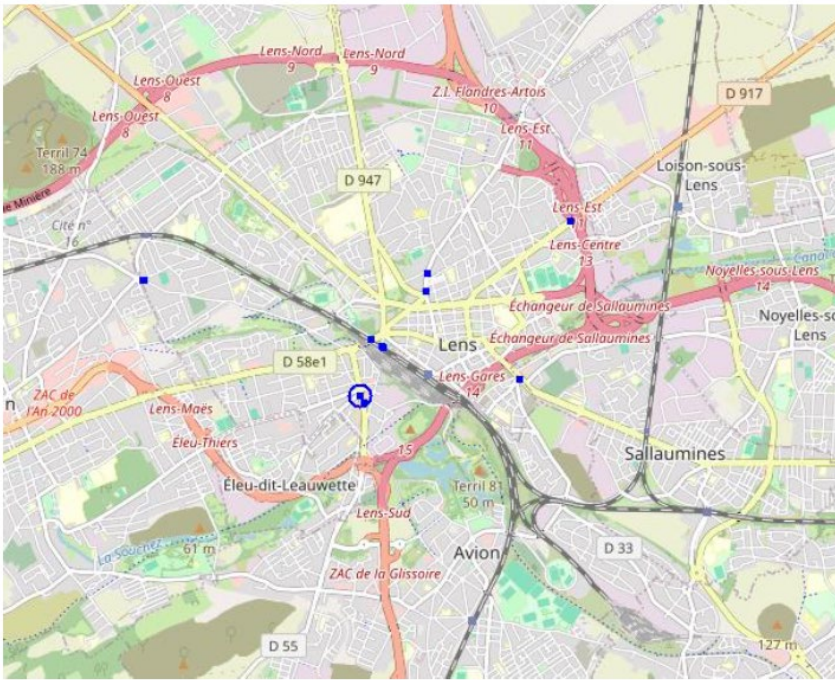 Lens-Nord
9
Lens-Nord
9
Lens-Ouest
8
Lens-Ouest
8
Z.I. Flandres-Artois
10
D 917
Lens-Est
11
Terril 74
188 m
Loison-sous-
Lens
D 947
Minière
Cité n°
16
Lens-Est
1
Lens-Centre
13
Canal
Noyelles-sous-Lens
14
Échangeur de Sallaumines
Noyelles-so
Lens
Échangeur de Sallaumines
Lens
D 58e1
Lens-Gares
14
ZAC de
l'An 2000
n
Lens-Maës
Éleu-Thiers
15
Sallaumines
Éleu-dit-Leauwette
Terril 81
50 m
Lens-Sud
La Souchez
61 m
Avion
D 33
ZAC de la Glissoire
D 55
127 m